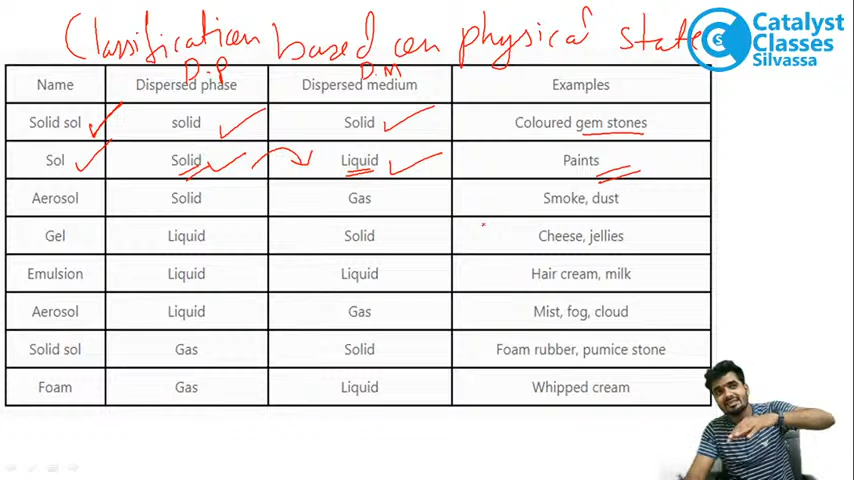 Classification based on physical state
Catalyst
Classes
Silvassa
D.P
D.M
Name Dispersed phase Dispersed medium Examples
Solid sol solid Solid Coloured gem stones
Sol Solid Liquid Paints
Aerosol Solid Gas Smoke, dust
Gel Liquid Solid Cheese, jellies
Emulsion Liquid Liquid Hair cream, milk
Aerosol Liquid Gas Mist, fog, cloud
Solid sol Gas Solid Foam rubber, pumice stone
Foam Gas Liquid Whipped cream